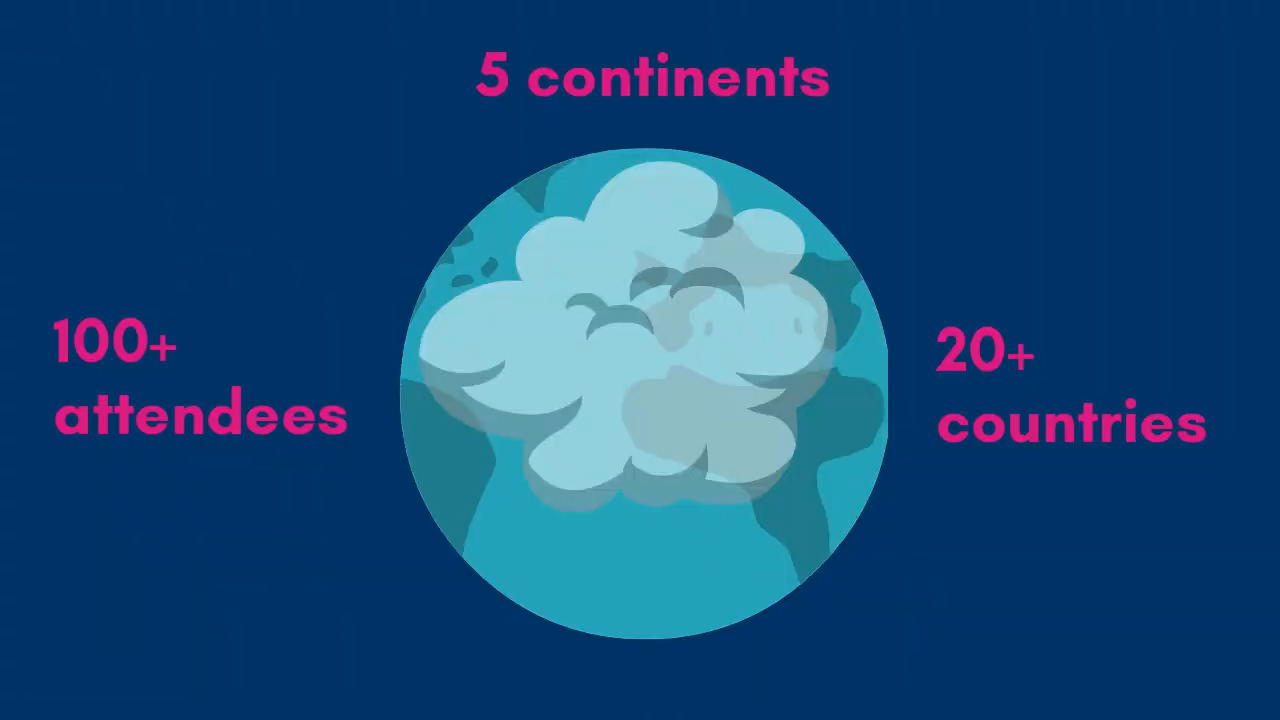 5 continents
100+
attendees
20+
countries